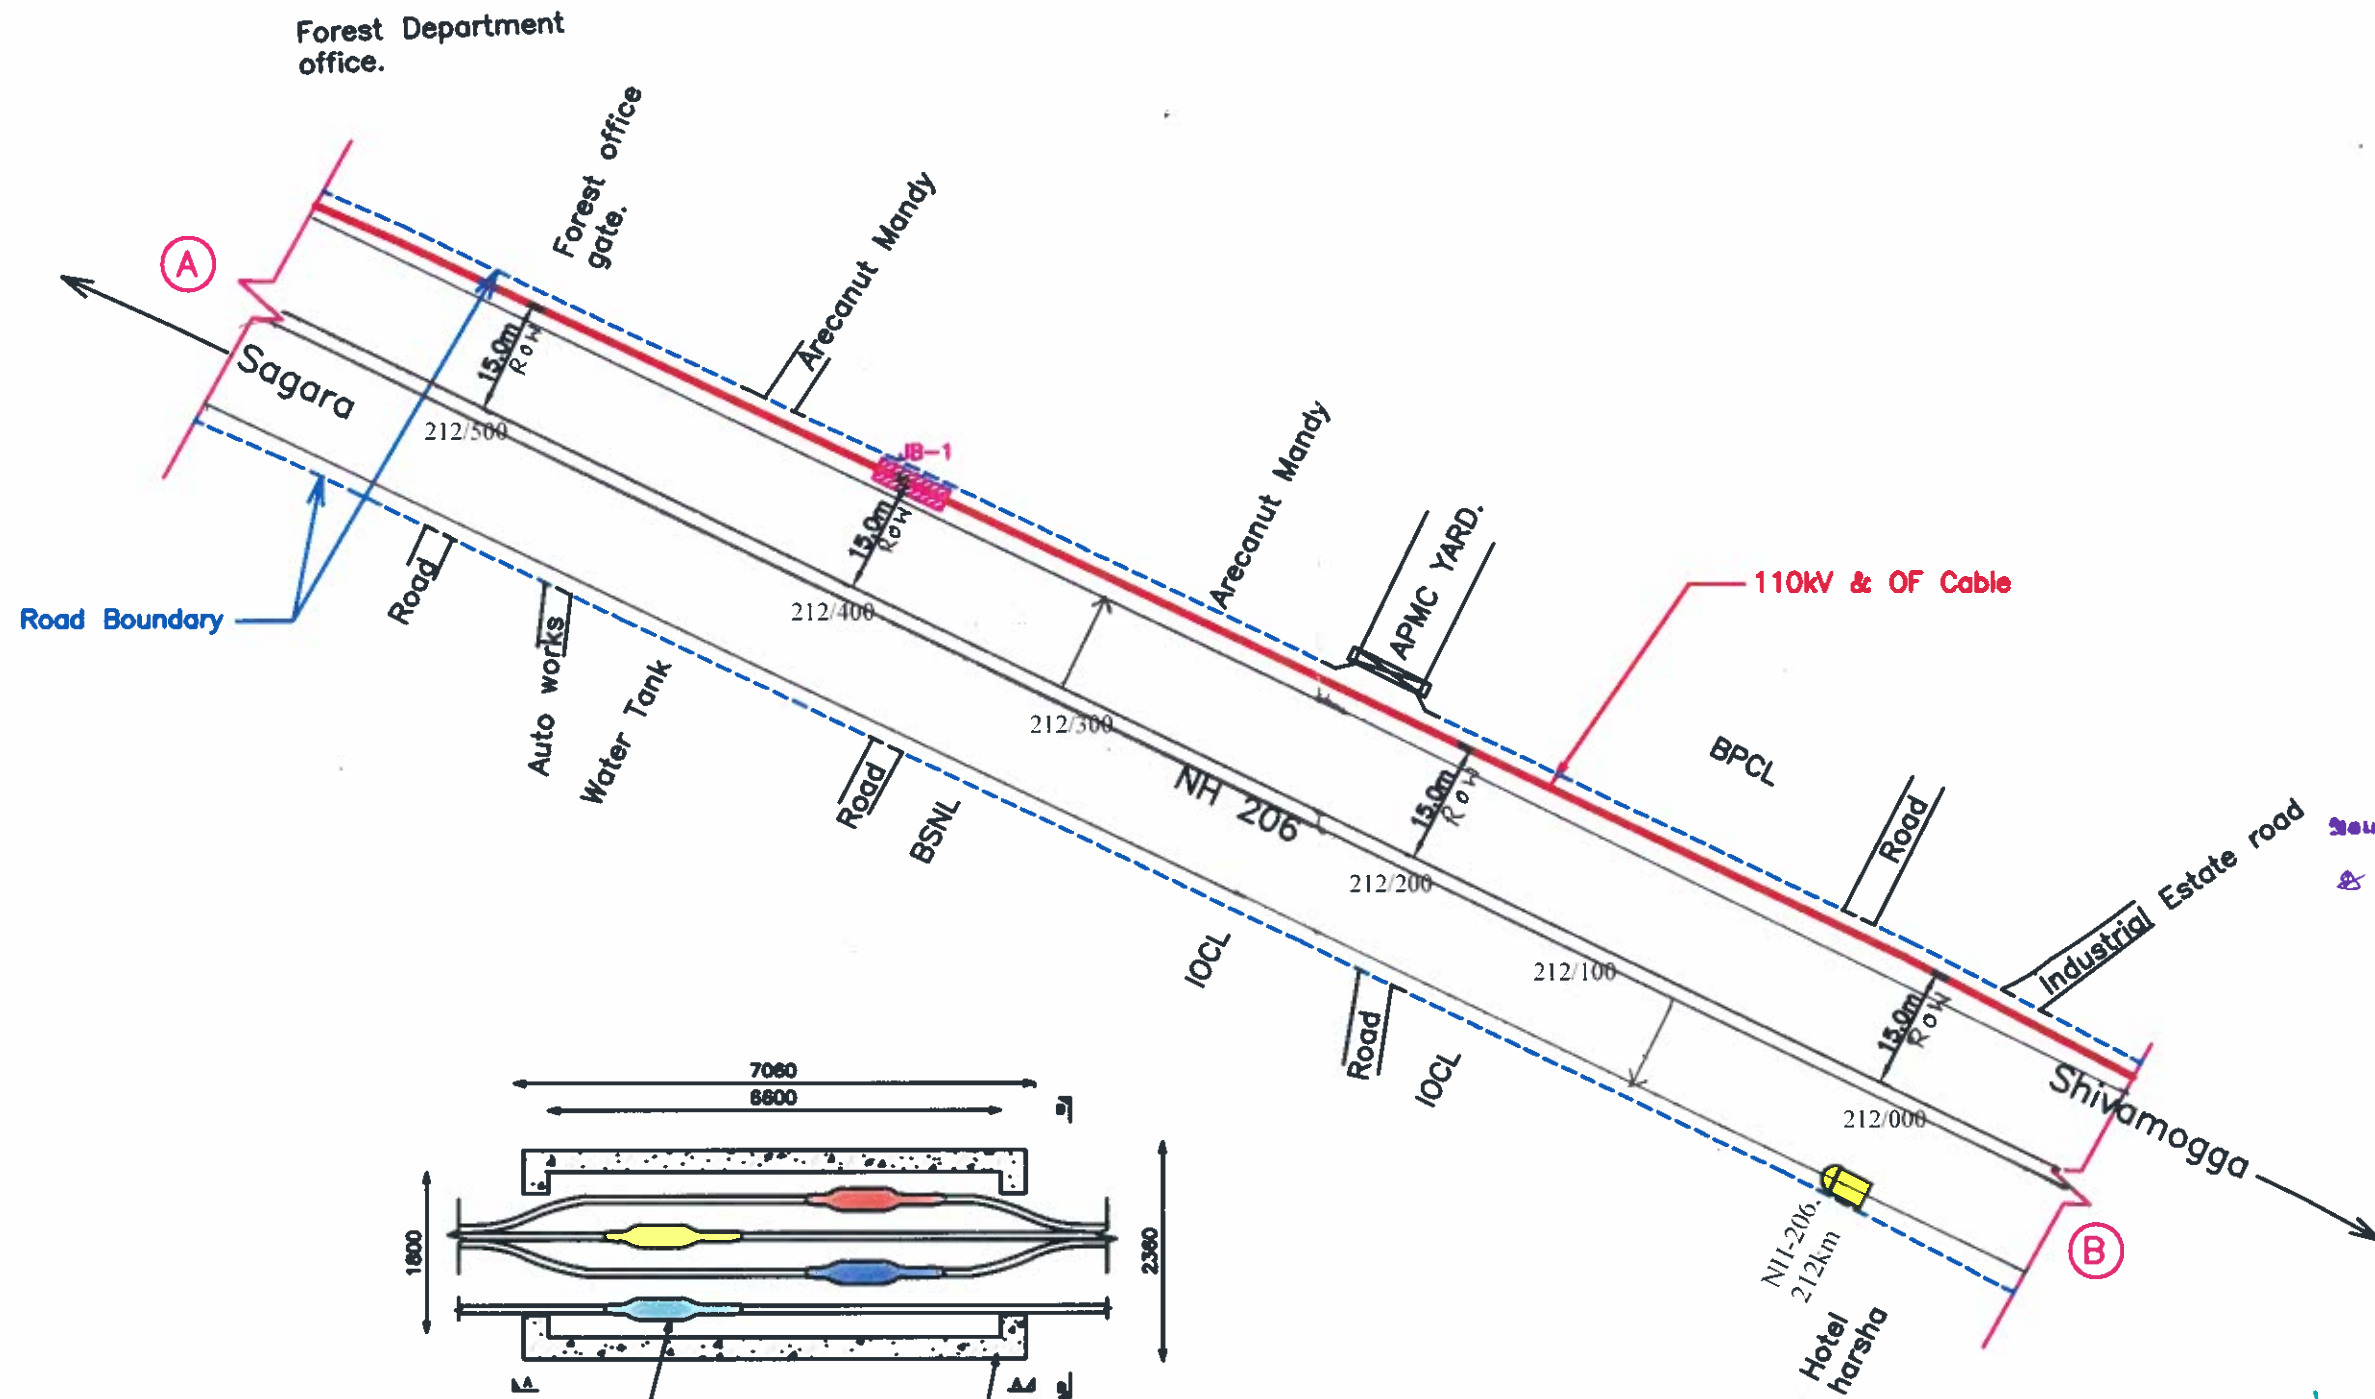 Forest Department
office.
Forest office
gate.
Arecanut Mandy
A
Sagara
15.0m
ROW
212/500
JB-1
15.0m
ROW
212/400
Arecanut Mandy
APMC YARD.
110kV & OF Cable
Road Boundary
Road
Auto works
Water Tank
Road
BSNL
212/300
NH 206
15.0m
ROW
212/200
BPCL
Road
Industrial Estate road
IOCL
Road
IOCL
212/100
15.0m
ROW
212/000
Shivamogga
B
NH-206.
212km
Hotel
harsha
7060
6600
1800
2360
B
A
A
B